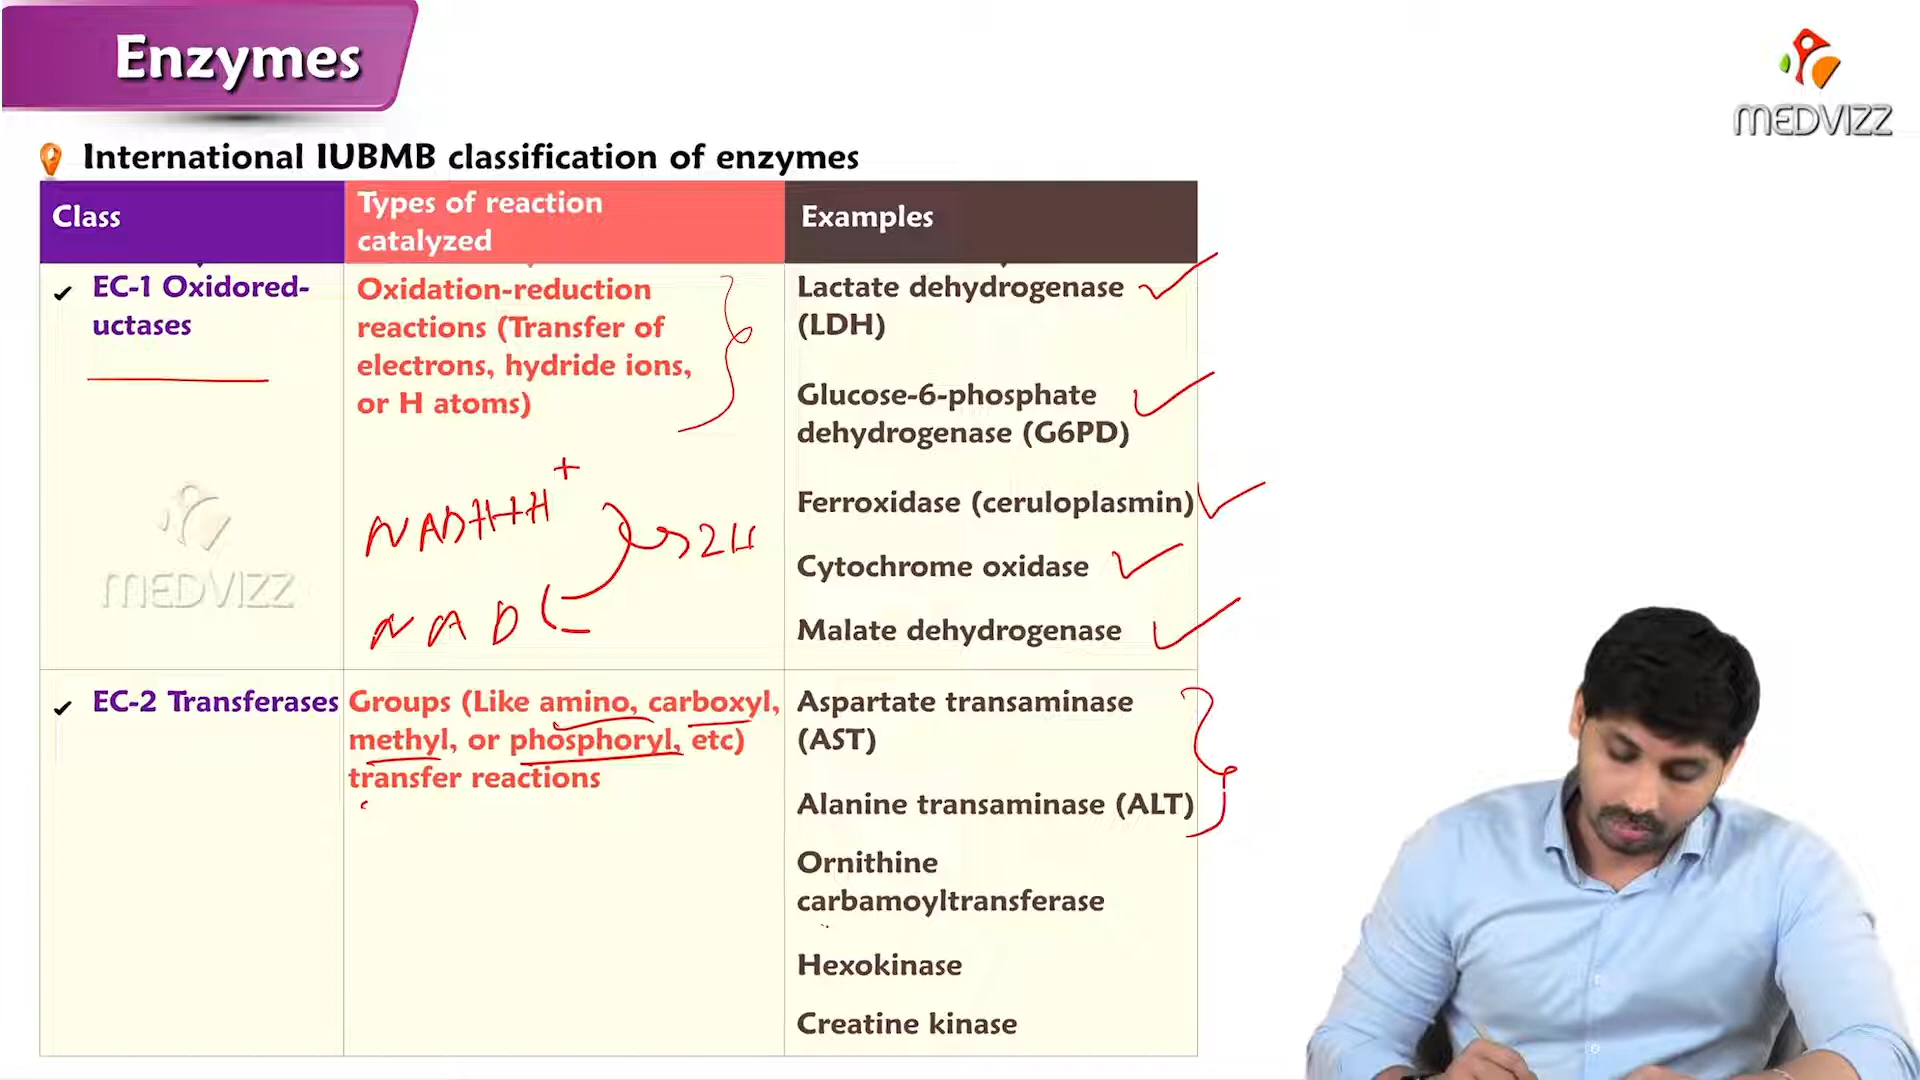 Enzymes
MEDVIZZ
International IUBMB classification of enzymes
Class
Types of reaction
catalyzed
Examples
EC-1 Oxidored-
uctases
Oxidation-reduction
reactions (Transfer of
electrons, hydride ions,
or H atoms)
NADH+H+
2H
NAD
Lactate dehydrogenase
(LDH)
Glucose-6-phosphate
dehydrogenase (G6PD)
Ferroxidase (ceruloplasmin)
Cytochrome oxidase
Malate dehydrogenase
MEDVIZZ
EC-2 Transferases
Groups (Like amino, carboxyl,
methyl, or phosphoryl, etc)
transfer reactions
Aspartate transaminase
(AST)
Alanine transaminase (ALT)
Ornithine
carbamoyltransferase
Hexokinase
Creatine kinase